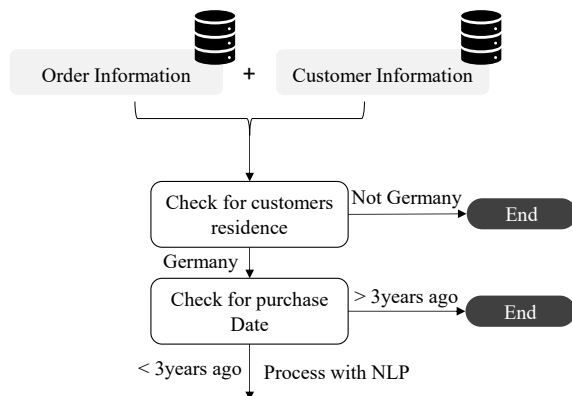 Order Information + Customer Information
Check for customers
residence
Not Germany
End
Germany
Check for purchase
Date
> 3years ago
End
< 3years ago
Process with NLP